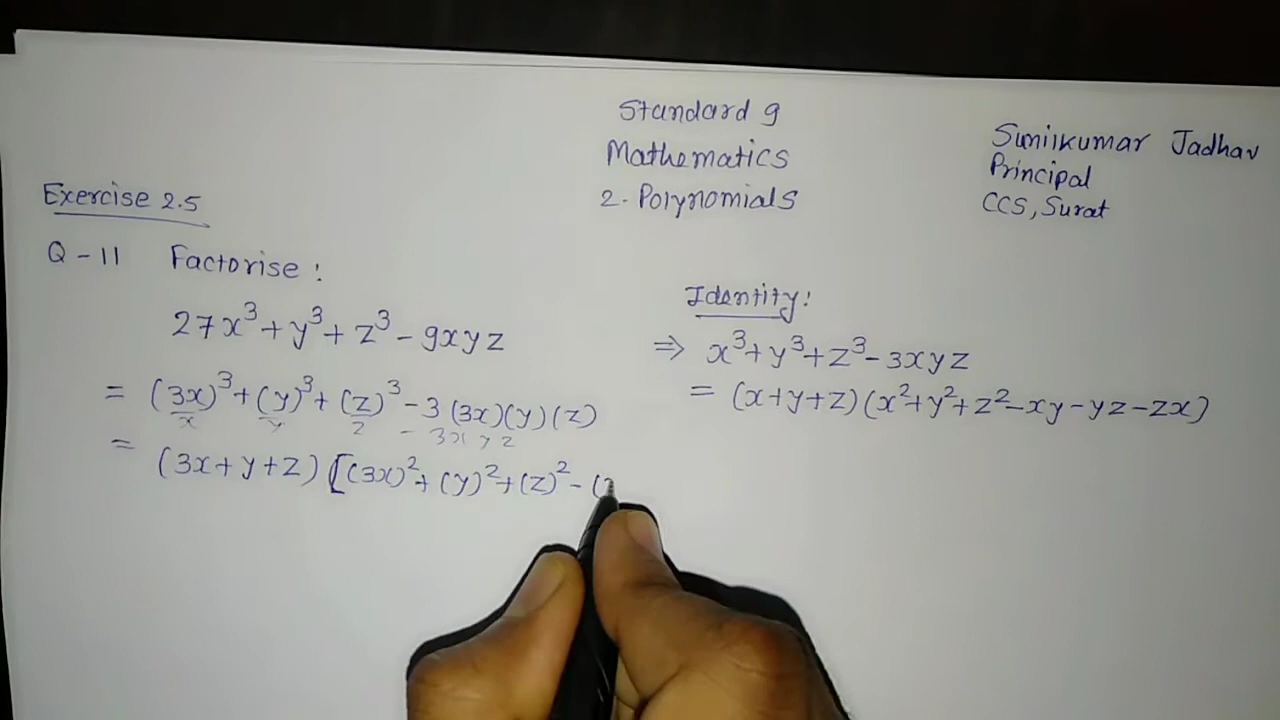 Standard 9
Mathematics
2. Polynomials
Sunilkumar Jadhav
Principal
CCS, Surat
Exercise 2.5
Q-11 Factorise:
27x³ + y³ + z³ - 9xyz
= (3x)³ + (y)³ + (z)³ - 3(3x)(y)(z)
x y z - 3x y z
= (3x + y + z) [(3x)² + (y)² + (z)² - (
Identity:
⇒ x³ + y³ + z³ - 3xyz
= (x + y + z)(x² + y² + z² - xy - yz - zx)